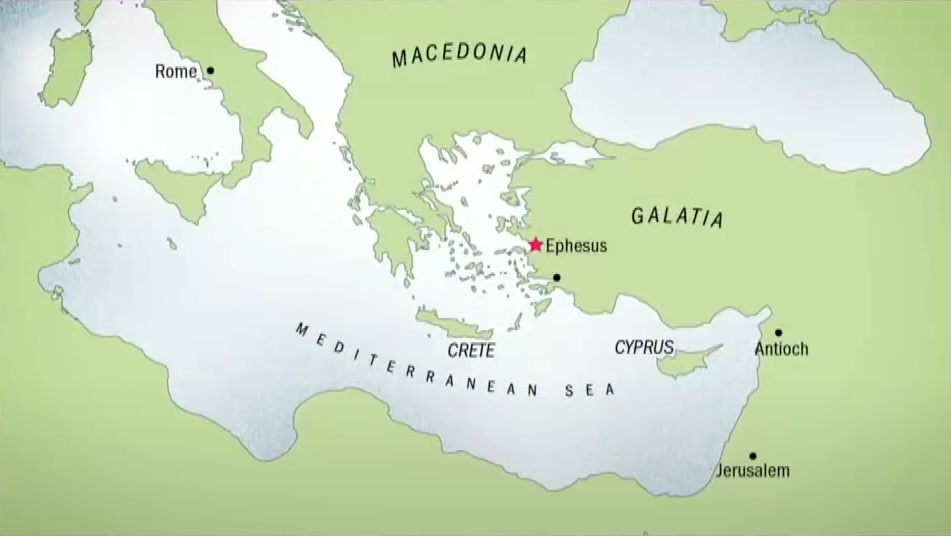 MACEDONIA
Rome
GALATIA
Ephesus
CRETE
CYPRUS
Antioch
MEDITERRANEAN SEA
Jerusalem